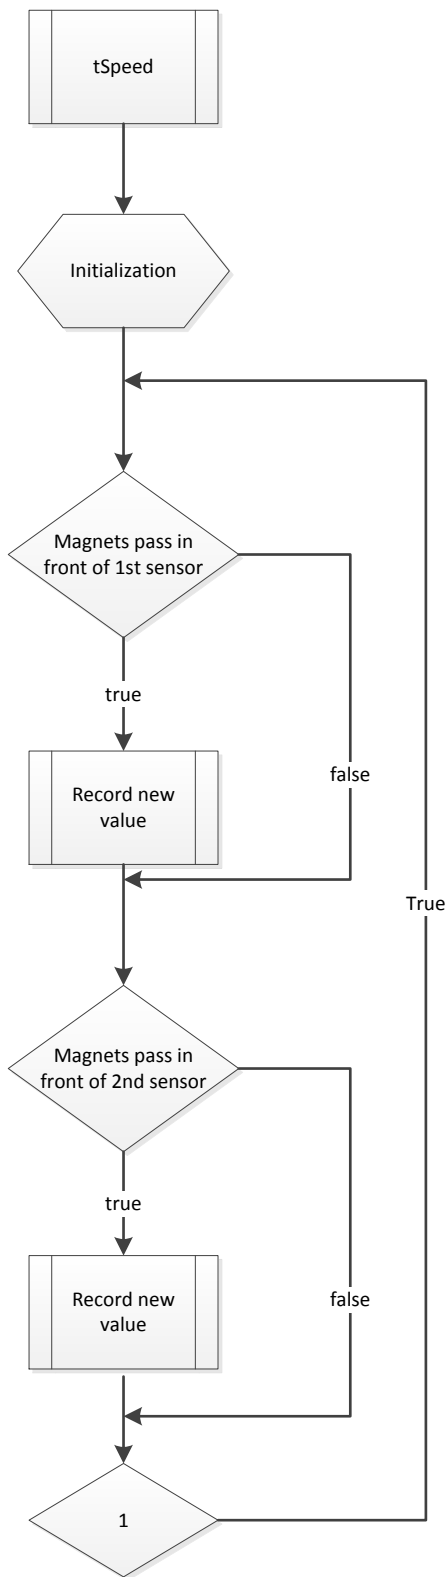 tSpeed
Initialization
Magnets pass in
front of 1st sensor
true
Record new
value
false
True
Magnets pass in
front of 2nd sensor
true
Record new
value
false
1